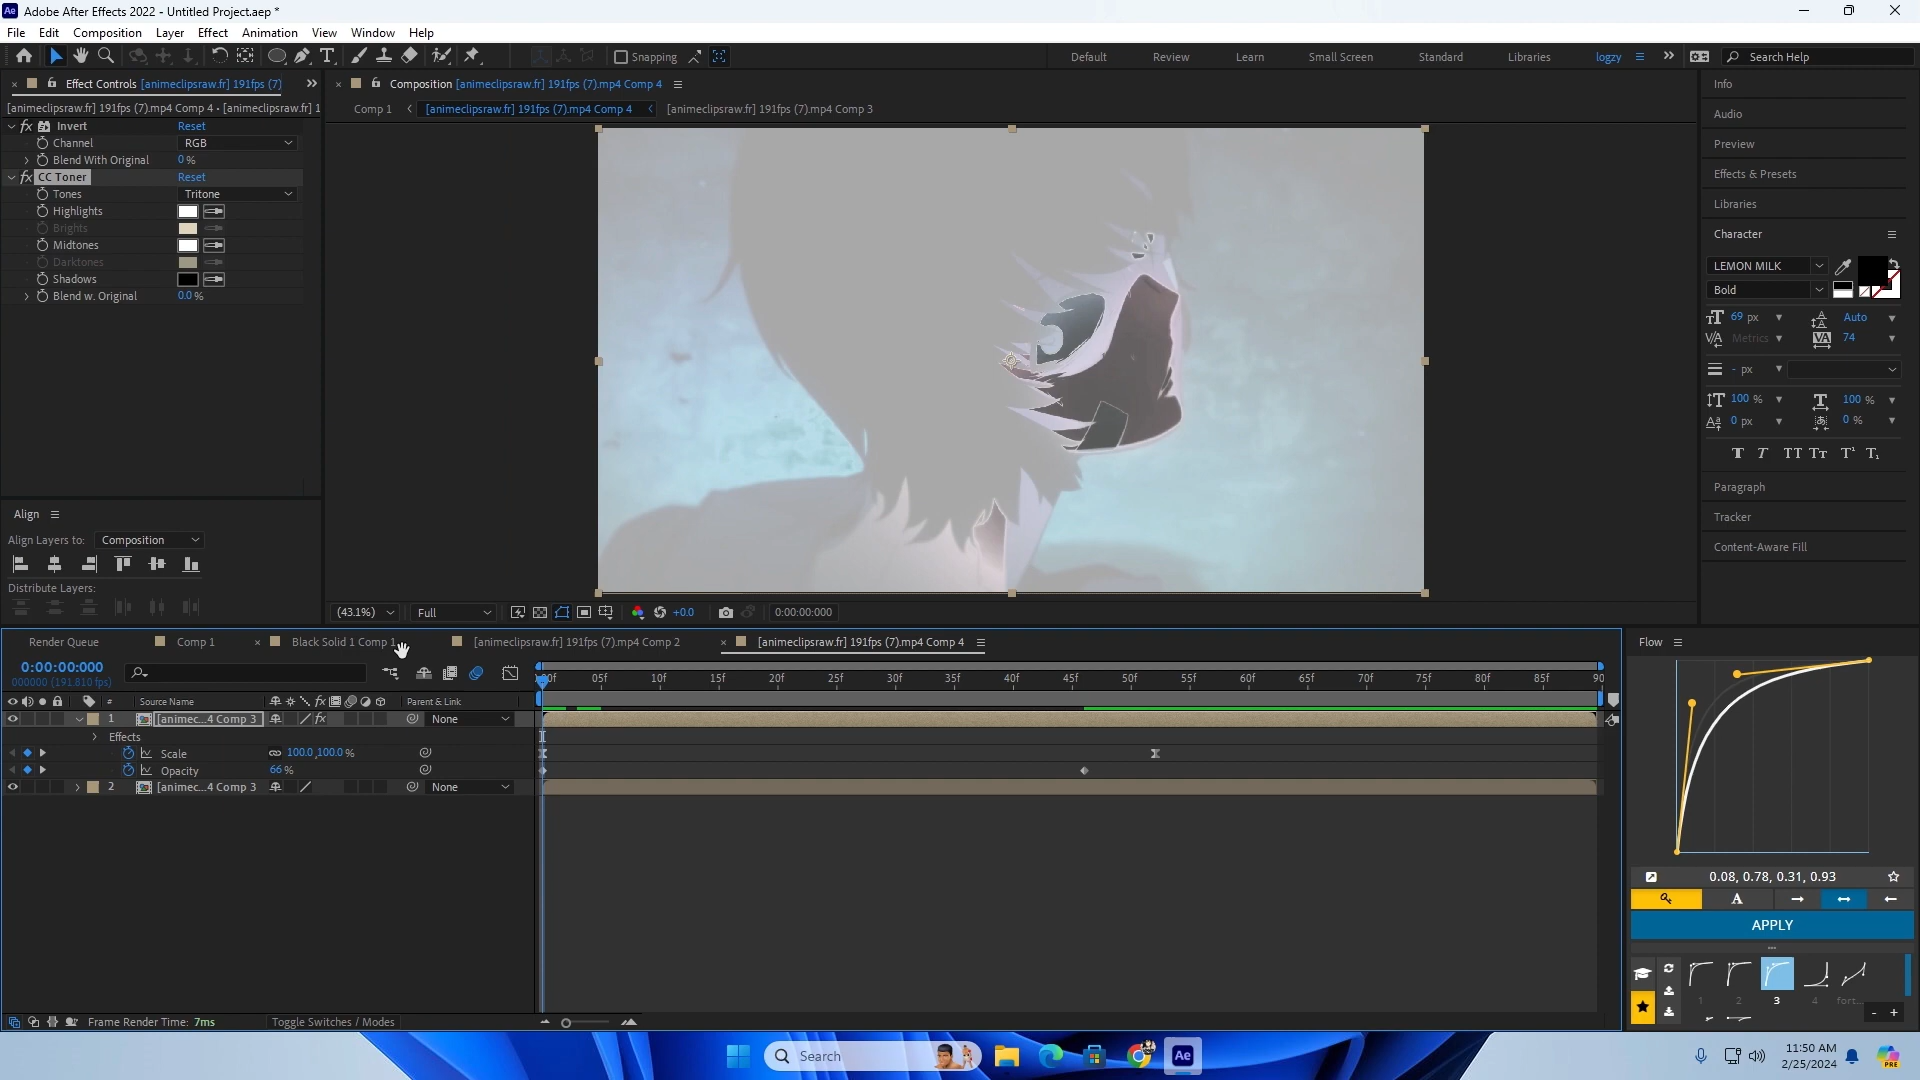 Adobe After Effects 2022 - Untitled Project.aep *
File Edit Composition Layer Effect Animation View Window Help
Snapping
Default Review Learn Small Screen Standard Libraries logzy Search Help
Effect Controls [animeclipsraw.fr] 191fps (7)
Composition [animeclipsraw.fr] 191fps (7).mp4 Comp 4
[animeclipsraw.fr] 191fps (7).mp4 Comp 4 • [animeclipsraw.fr] 1
Comp 1 [animeclipsraw.fr] 191fps (7).mp4 Comp 4 [animeclipsraw.fr] 191fps (7).mp4 Comp 3
fx Invert Reset
Channel RGB
Blend With Original 0 %
fx CC Toner Reset
Tones Tritone
Highlights
Brights
Midtones
Darktones
Shadows
Blend w. Original 0.0 %
Align
Align Layers to: Composition
Distribute Layers:
(43.1%) Full +0.0 0:00:00:000
Info
Audio
Preview
Effects & Presets
Libraries
Character
LEMON MILK
Bold
69 px Auto
Metrics 74
- px
100 % 100 %
0 px 0 %
T T TT Tr T¹ T₁
Paragraph
Tracker
Content-Aware Fill
Render Queue Comp 1 Black Solid 1 Comp 1 [animeclipsraw.fr] 191fps (7).mp4 Comp 2 [animeclipsraw.fr] 191fps (7).mp4 Comp 4
0:00:00:000
000000 (191.810 fps)
:00f 05f 10f 15f 20f 25f 30f 35f 40f 45f 50f 55f 60f 65f 70f 75f 80f 85f 90
# Source Name fx Parent & Link
1 [animec...4 Comp 3 fx None
Effects
Scale 100.0,100.0 %
Opacity 66 %
2 [animec...4 Comp 3 None
Frame Render Time: 7ms Toggle Switches / Modes
Flow
0.08, 0.78, 0.31, 0.93
A
APPLY
1 2 3 4 fort...
- +
Search
Ae
11:50 AM
2/25/2024
PRE